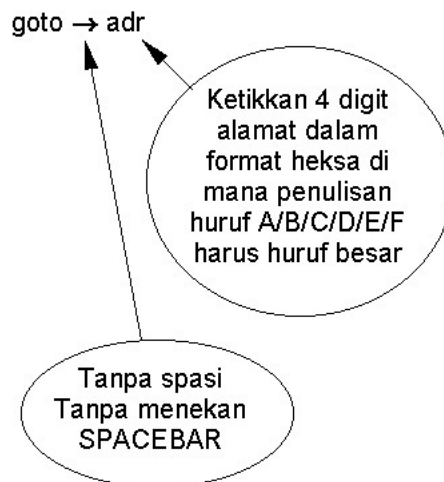 goto → adr
Ketikkan 4 digit
alamat dalam
format heksa di
mana penulisan
huruf A/B/C/D/E/F
harus huruf besar
Tanpa spasi
Tanpa menekan
SPACEBAR